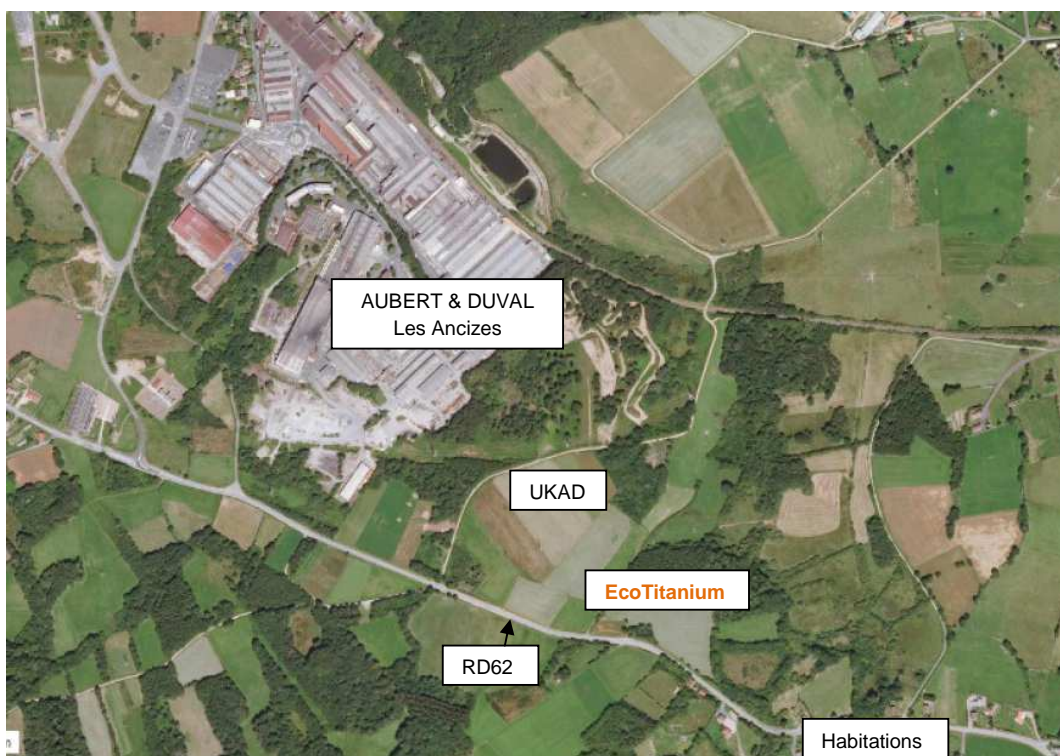 AUBERT & DUVAL
Les Ancizes
UKAD
EcoTitanium
RD62
Habitations